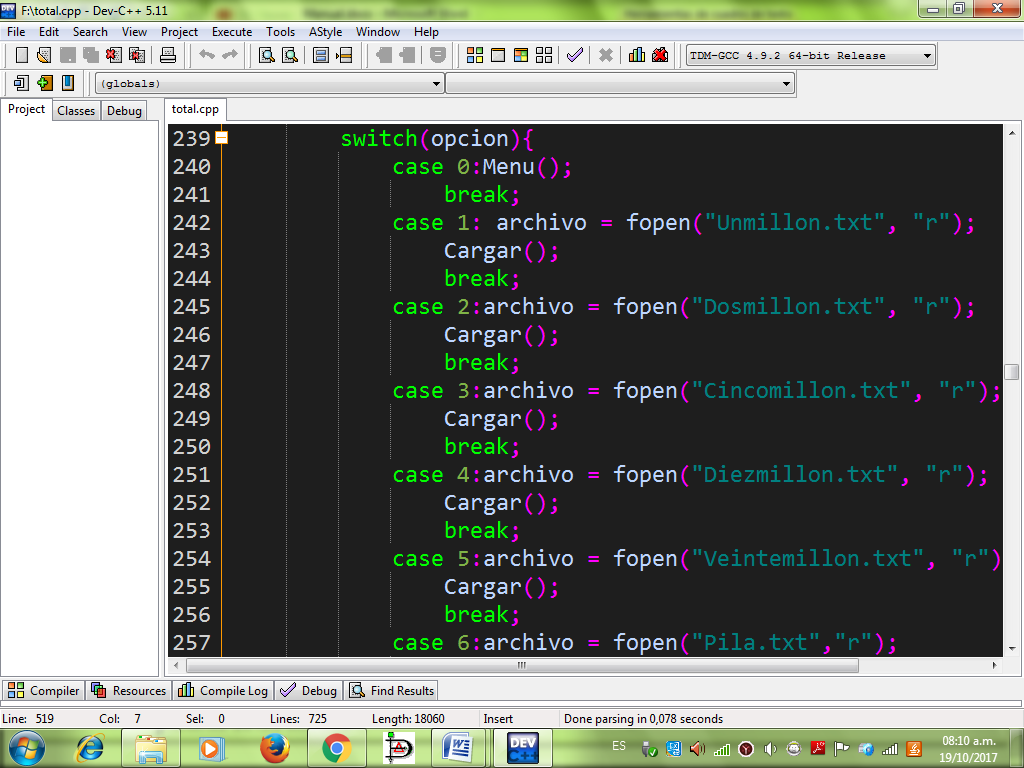 F:\total.cpp - Dev-C++ 5.11
File Edit Search View Project Execute Tools AStyle Window Help
TDM-GCC 4.9.2 64-bit Release
(globals)
Project Classes Debug total.cpp
239 switch(opcion){
240 case 0:Menu();
241 break;
242 case 1: archivo = fopen("Unmillon.txt", "r");
243 Cargar();
244 break;
245 case 2:archivo = fopen("Dosmillon.txt", "r");
246 Cargar();
247 break;
248 case 3:archivo = fopen("Cincomillon.txt", "r");
249 Cargar();
250 break;
251 case 4:archivo = fopen("Diezmillon.txt", "r");
252 Cargar();
253 break;
254 case 5:archivo = fopen("Veintemillon.txt", "r")
255 Cargar();
256 break;
257 case 6:archivo = fopen("Pila.txt","r");
Compiler Resources Compile Log Debug Find Results
Line: 519 Col: 7 Sel: 0 Lines: 725 Length: 18060 Insert Done parsing in 0,078 seconds
DEV C++ ES 08:10 a.m.
19/10/2017